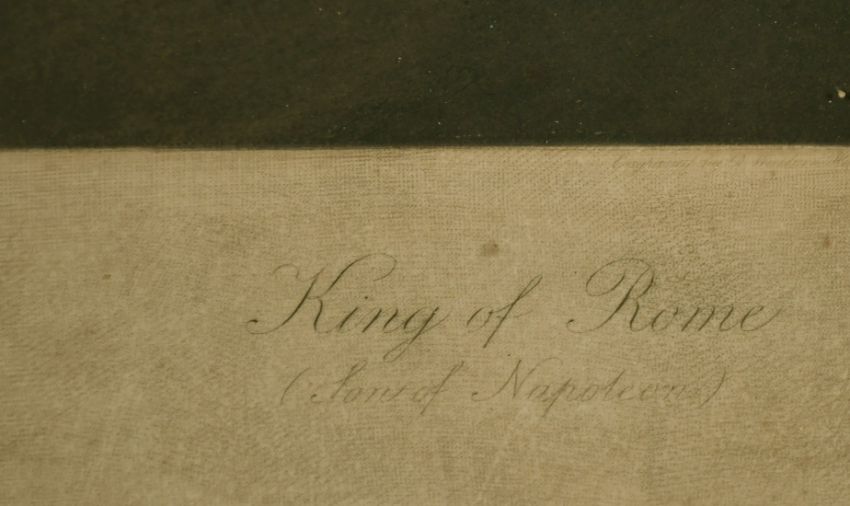 King of Rome
(Son of Napoleon)